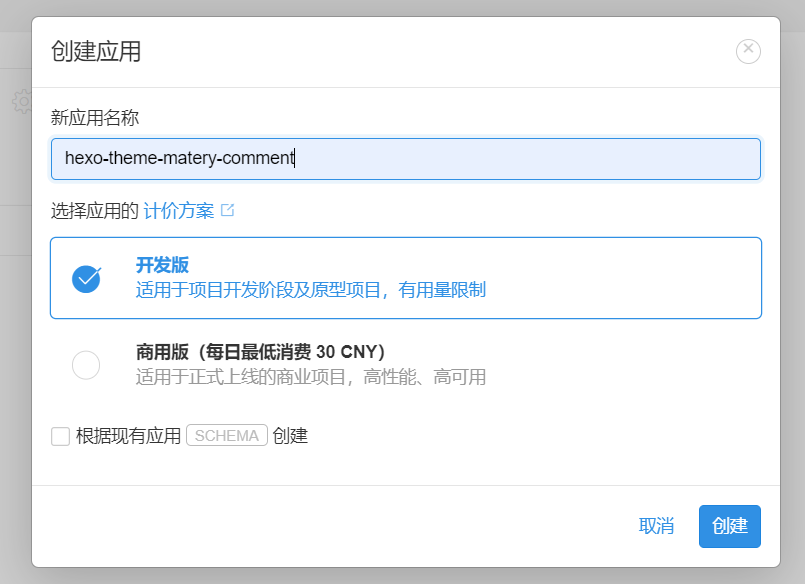 创建应用
新应用名称
hexo-theme-matery-comment
选择应用的 计价方案
开发版
适用于项目开发阶段及原型项目，有用量限制
商用版（每日最低消费 30 CNY）
适用于正式上线的商业项目，高性能、高可用
根据现有应用 SCHEMA 创建
取消 创建